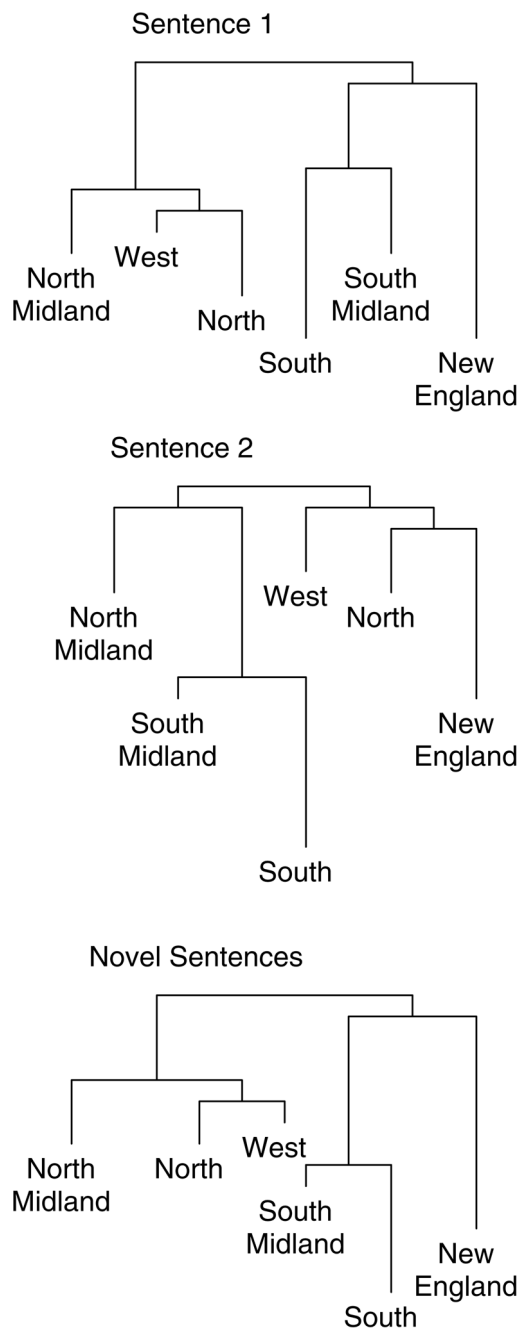 Sentence 1
West
North
Midland
South
Midland
North
South
New
England
Sentence 2
West
North
North
Midland
South
Midland
New
England
South
Novel Sentences
West
North
Midland
North
South
Midland
New
England
South